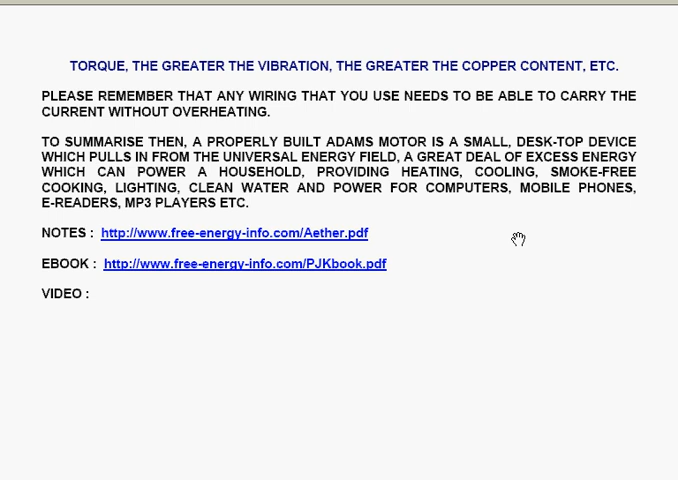 TORQUE, THE GREATER THE VIBRATION, THE GREATER THE COPPER CONTENT, ETC.
PLEASE REMEMBER THAT ANY WIRING THAT YOU USE NEEDS TO BE ABLE TO CARRY THE
CURRENT WITHOUT OVERHEATING.
TO SUMMARISE THEN, A PROPERLY BUILT ADAMS MOTOR IS A SMALL, DESK-TOP DEVICE
WHICH PULLS IN FROM THE UNIVERSAL ENERGY FIELD, A GREAT DEAL OF EXCESS ENERGY
WHICH CAN POWER A HOUSEHOLD, PROVIDING HEATING, COOLING, SMOKE-FREE
COOKING, LIGHTING, CLEAN WATER AND POWER FOR COMPUTERS, MOBILE PHONES,
E-READERS, MP3 PLAYERS ETC.
NOTES : http://www.free-energy-info.com/Aether.pdf
EBOOK : http://www.free-energy-info.com/PJKbook.pdf
VIDEO :